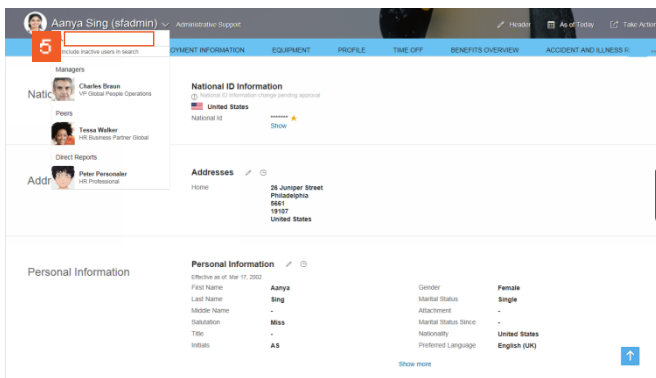 Aanya Sing (sfadmin) Administrative Support
Header As of Today Take Action
5
Include inactive users in search
OYMENT INFORMATION EQUIPMENT PROFILE TIME OFF BENEFITS OVERVIEW ACCIDENT AND ILLNESS R
Managers
Charles Braun
VP Global People Operations
Peers
Tessa Walker
HR Business Partner Global
Direct Reports
Peter Personaler
HR Professional
Natio
National ID Information
National ID Information change pending approval
United States
National Id ******* 
Show
Addr
Addresses
Home 26 Juniper Street
Philadelphia
5661
19107
United States
Personal Information
Personal Information
Effective as of: Mar 17, 2002
First Name Aanya Gender Female
Last Name Sing Marital Status Single
Middle Name - Attachment -
Salutation Miss Marital Status Since -
Title - Nationality United States
Initials AS Preferred Language English (UK)
Show more